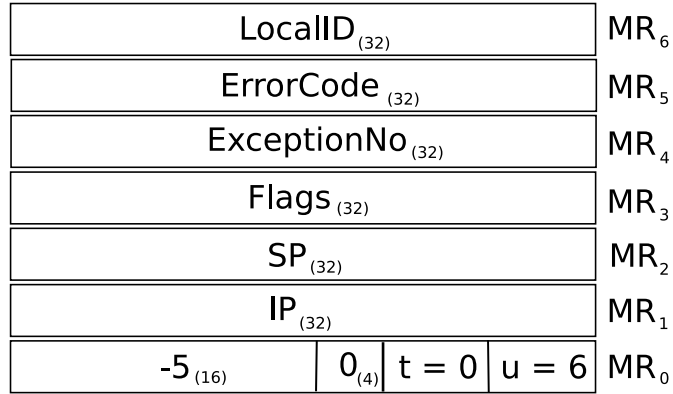 LocalID (32) MR6
ErrorCode (32) MR5
ExceptionNo (32) MR4
Flags (32) MR3
SP (32) MR2
IP (32) MR1
-5 (16) 0 (4) t = 0 u = 6 MR0